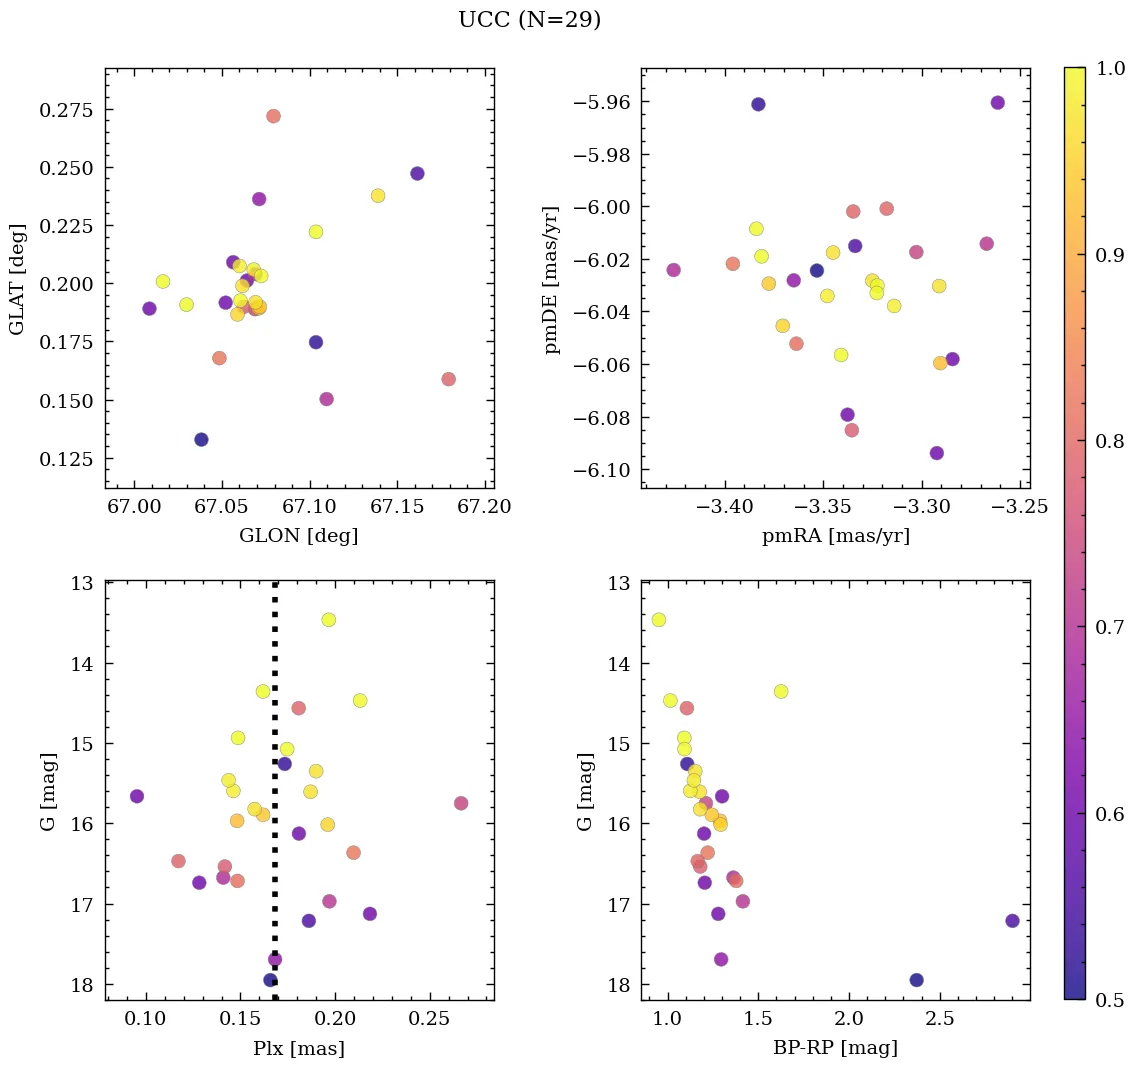 UCC (N=29)
0.275
0.250
0.225
0.200
0.175
0.150
0.125
GLAT [deg]
67.00 67.05 67.10 67.15 67.20
GLON [deg]
−5.96
−5.98
−6.00
−6.02
−6.04
−6.06
−6.08
−6.10
pmDE [mas/yr]
−3.40 −3.35 −3.30 −3.25
pmRA [mas/yr]
13
14
15
16
17
18
G [mag]
0.10 0.15 0.20 0.25
Plx [mas]
13
14
15
16
17
18
G [mag]
1.0 1.5 2.0 2.5
BP-RP [mag]
1.0
0.9
0.8
0.7
0.6
0.5